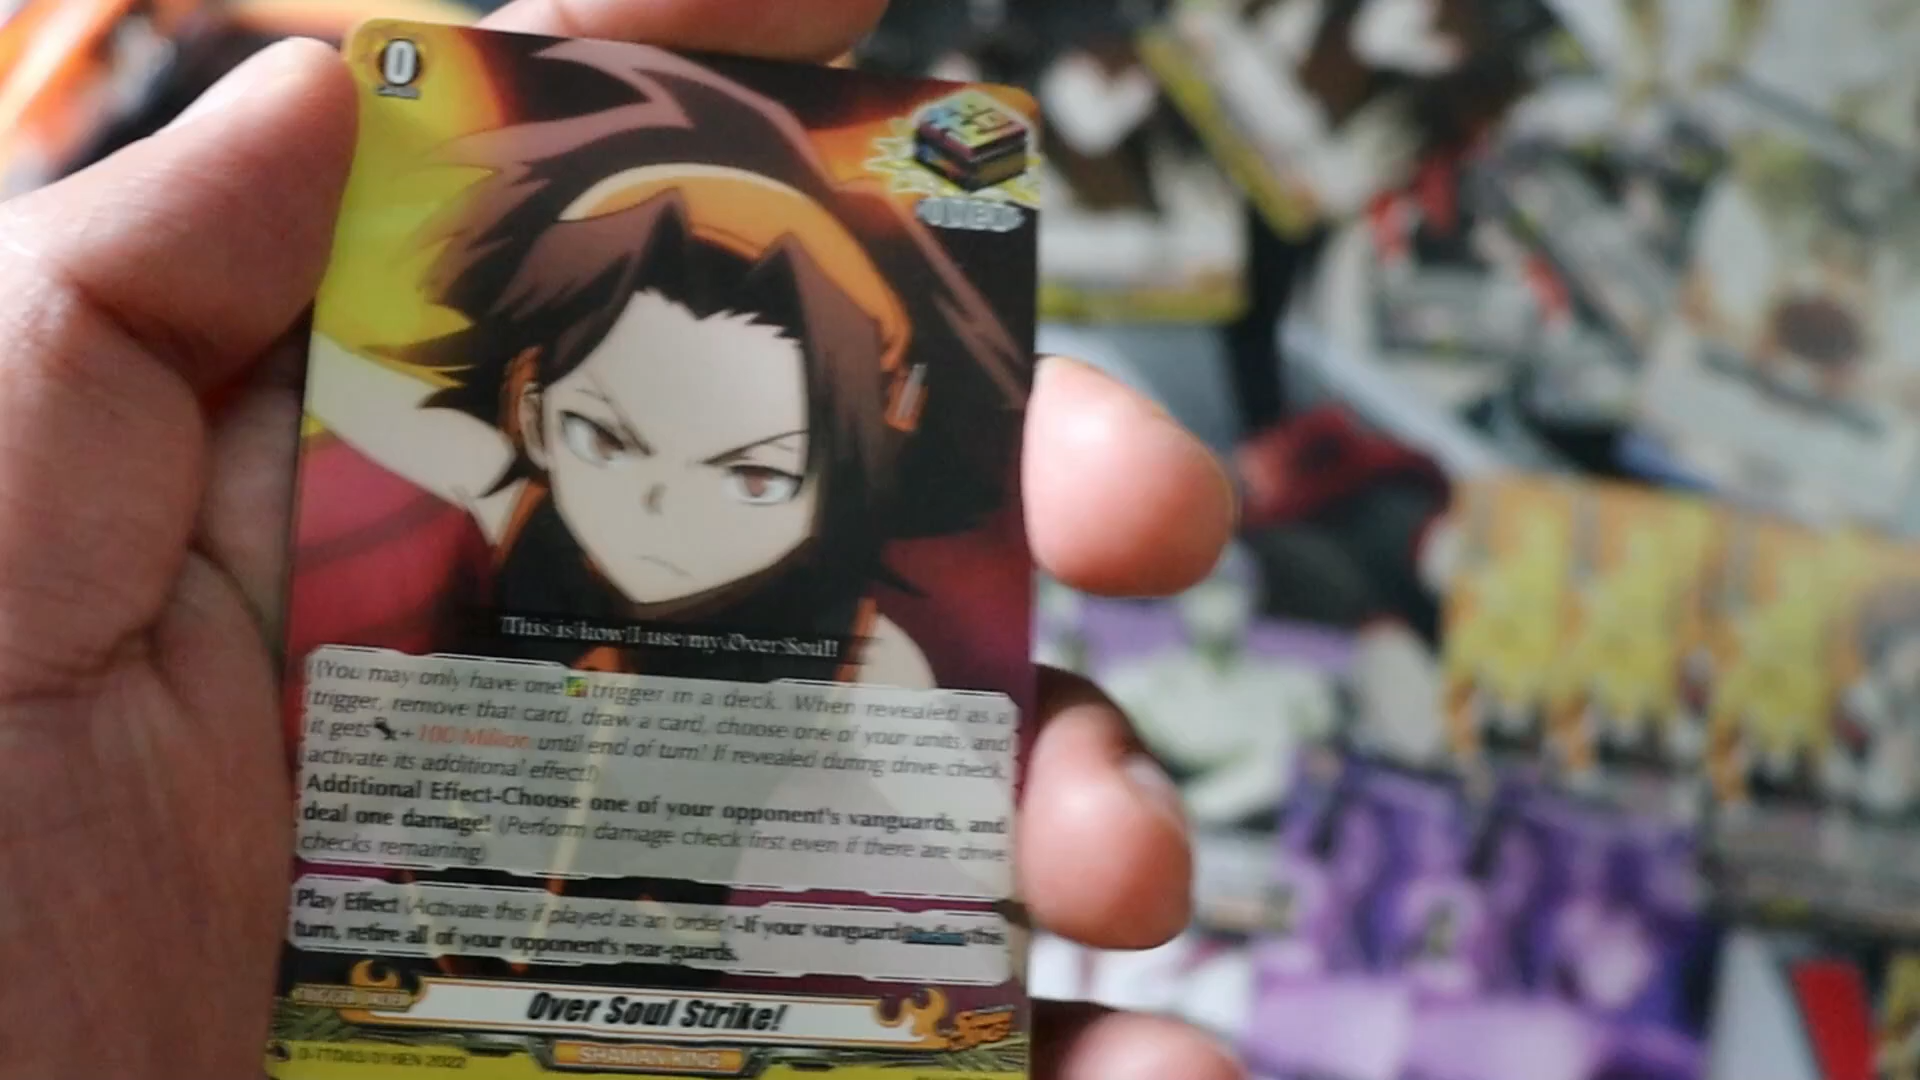 0
OVER
This is how I use my Over Soul!
(You may only have one trigger in a deck. When revealed as a
trigger, remove that card, draw a card, choose one of your units, and
it gets +100 Million until end of turn! If revealed during drive check,
activate its additional effect!)
Additional Effect-Choose one of your opponent's vanguards, and
deal one damage! (Perform damage check first even if there are drive
checks remaining)
Play Effect (Activate this if played as an order!)-If your vanguard this
turn, retire all of your opponent's rear-guards.
TRIGGER ORDER
Over Soul Strike!
SHAMAN KING
2022